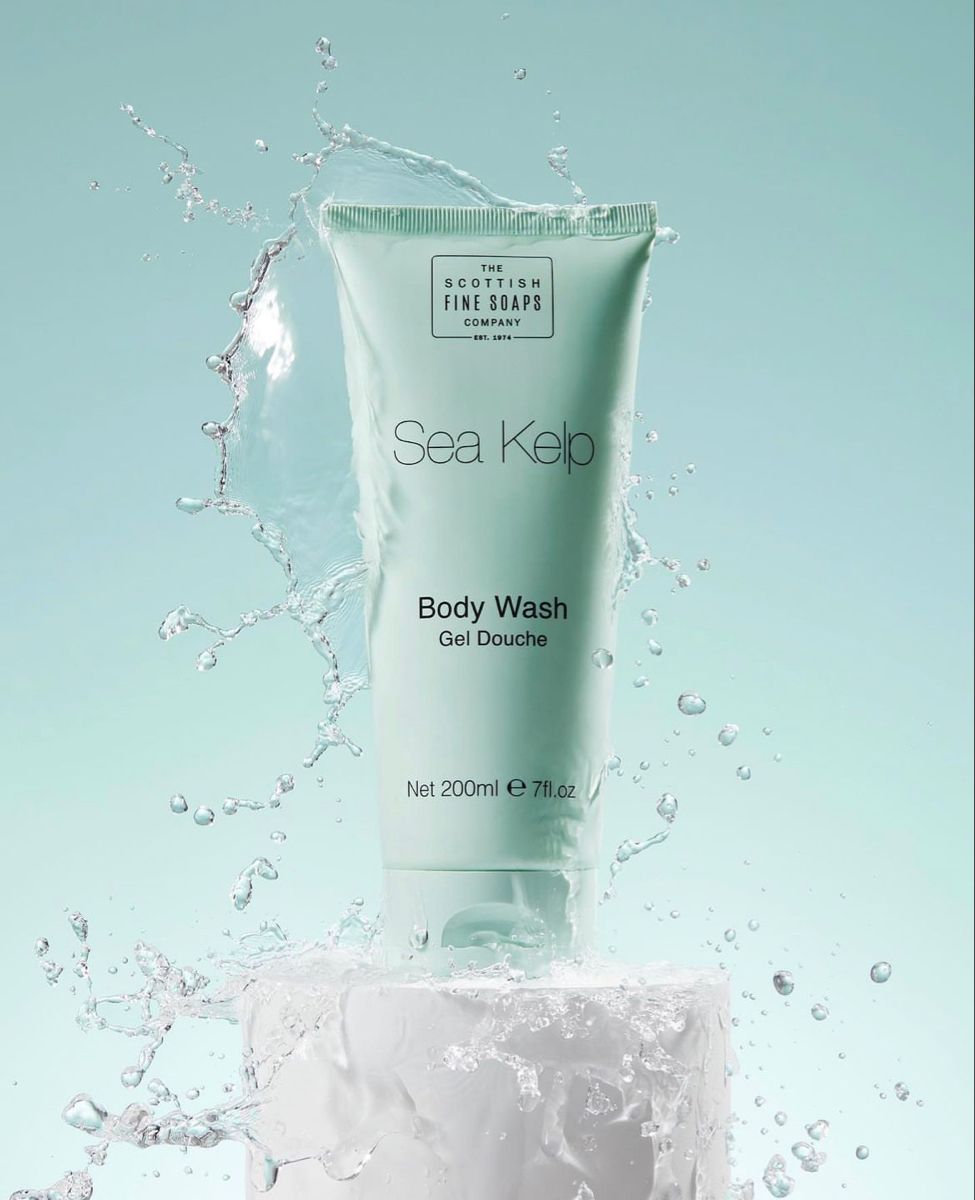 THE
SCOTTISH
FINE SOAPS
COMPANY
EST. 1974
Sea Kelp
Body Wash
Gel Douche
Net 200ml ℮ 7fl.oz